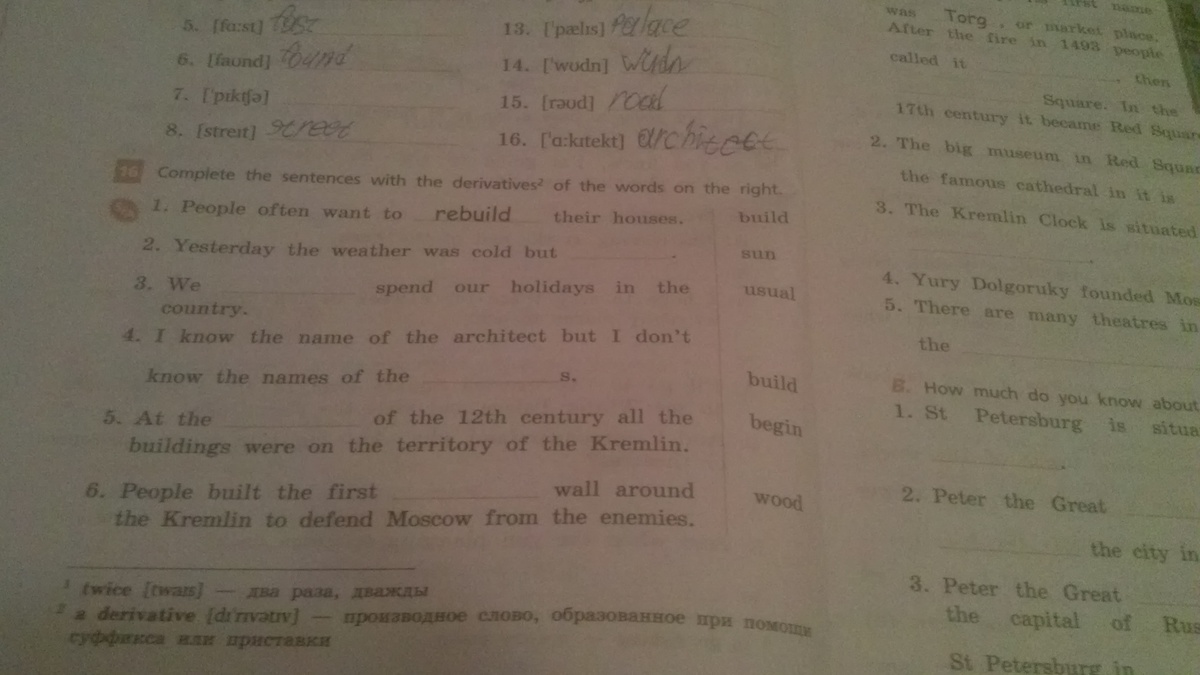 5. [fɑːst] fast
6. [faʊnd] found
7. [ˈpɪktʃə]
8. [streɪt] street
13. [ˈpælɪs] pallace
14. [ˈwʊdn] wudn
15. [rəʊd] road
16. [ˈɑːkɪtekt] architect
16 Complete the sentences with the derivatives² of the words on the right.
1. People often want to rebuild their houses. build
2. Yesterday the weather was cold but . sun
3. We spend our holidays in the usual
country.
4. I know the name of the architect but I don't
know the names of the s. build
5. At the of the 12th century all the begin
buildings were on the territory of the Kremlin.
6. People built the first wall around wood
the Kremlin to defend Moscow from the enemies.
¹ twice [twaɪs] — два раза, дважды
² a derivative [dɪˈrɪvətɪv] — производное слово, образованное при помощи
суффикса или приставки
first name
was Torg, or market place.
After the fire in 1493 people
called it , then
Square. In the
17th century it became Red Squar
2. The big museum in Red Squar
the famous cathedral in it is
3. The Kremlin Clock is situated
.
4. Yury Dolgoruky founded Mos
5. There are many theatres in
the
B. How much do you know about
1. St Petersburg is situa
.
2. Peter the Great
the city in
3. Peter the Great
the capital of Rus
St Petersburg in